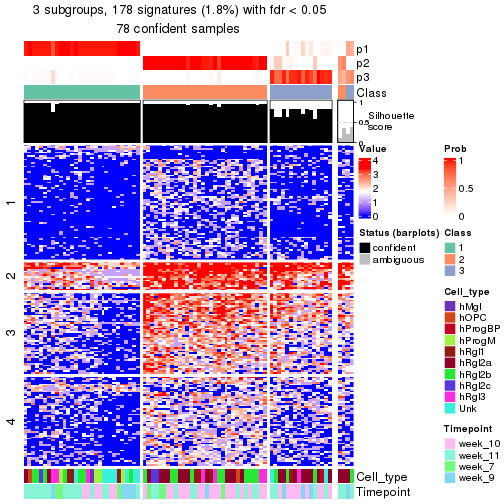 3 subgroups, 178 signatures (1.8%) with fdr < 0.05
78 confident samples
p1
p2
p3
Class
1
0.5
0
Silhouette
score
1
2
3
4
Cell_type
Timepoint
Value
4
3
2
1
0
Prob
1
0.5
0
Status (barplots)
confident
ambiguous
Class
1
2
3
Cell_type
hMgl
hOPC
hProgBP
hProgM
hRgl1
hRgl2a
hRgl2b
hRgl2c
hRgl3
Unk
Timepoint
week_10
week_11
week_7
week_9